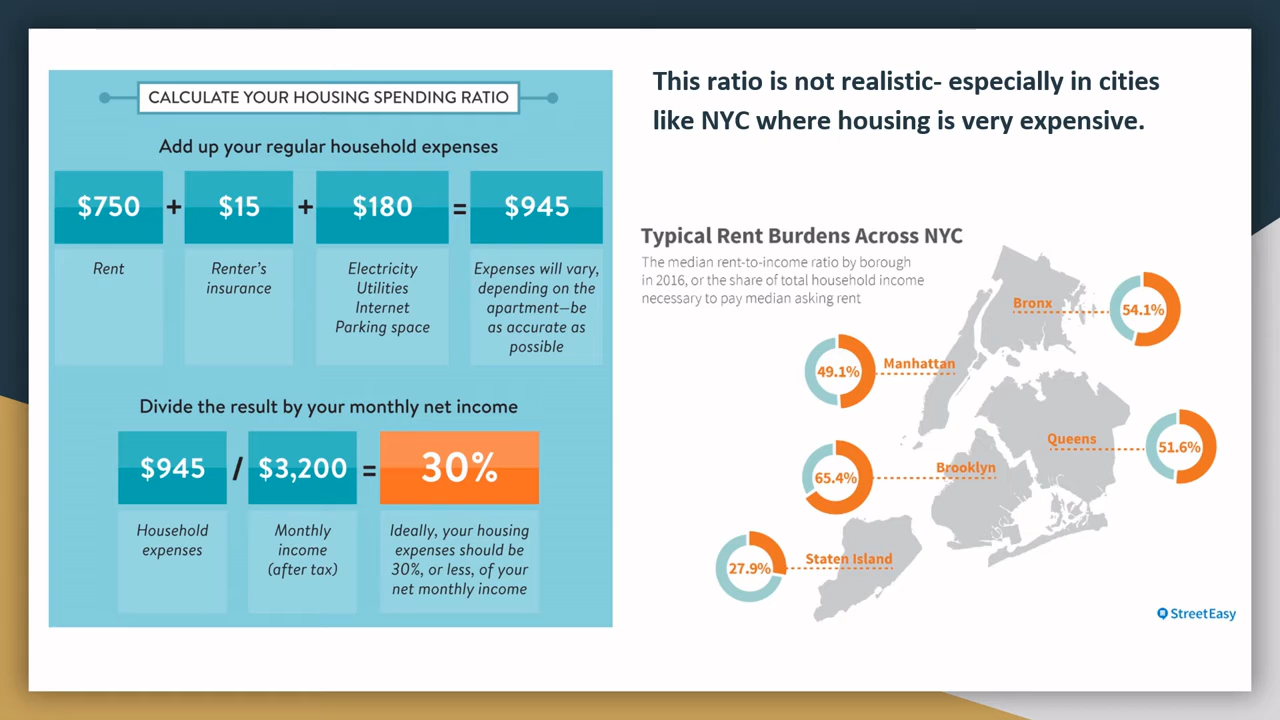 CALCULATE YOUR HOUSING SPENDING RATIO
Add up your regular household expenses
$750 + $15 + $180 = $945
Rent
Renter's
insurance
Electricity
Utilities
Internet
Parking space
Expenses will vary,
depending on the
apartment—be
as accurate as
possible
Divide the result by your monthly net income
$945 / $3,200 = 30%
Household
expenses
Monthly
income
(after tax)
Ideally, your housing
expenses should be
30%, or less, of your
net monthly income
This ratio is not realistic- especially in cities
like NYC where housing is very expensive.
Typical Rent Burdens Across NYC
The median rent-to-income ratio by borough
in 2016, or the share of total household income
necessary to pay median asking rent
Bronx
54.1%
49.1%
Manhattan
Queens
51.6%
65.4%
Brooklyn
27.9%
Staten Island
StreetEasy